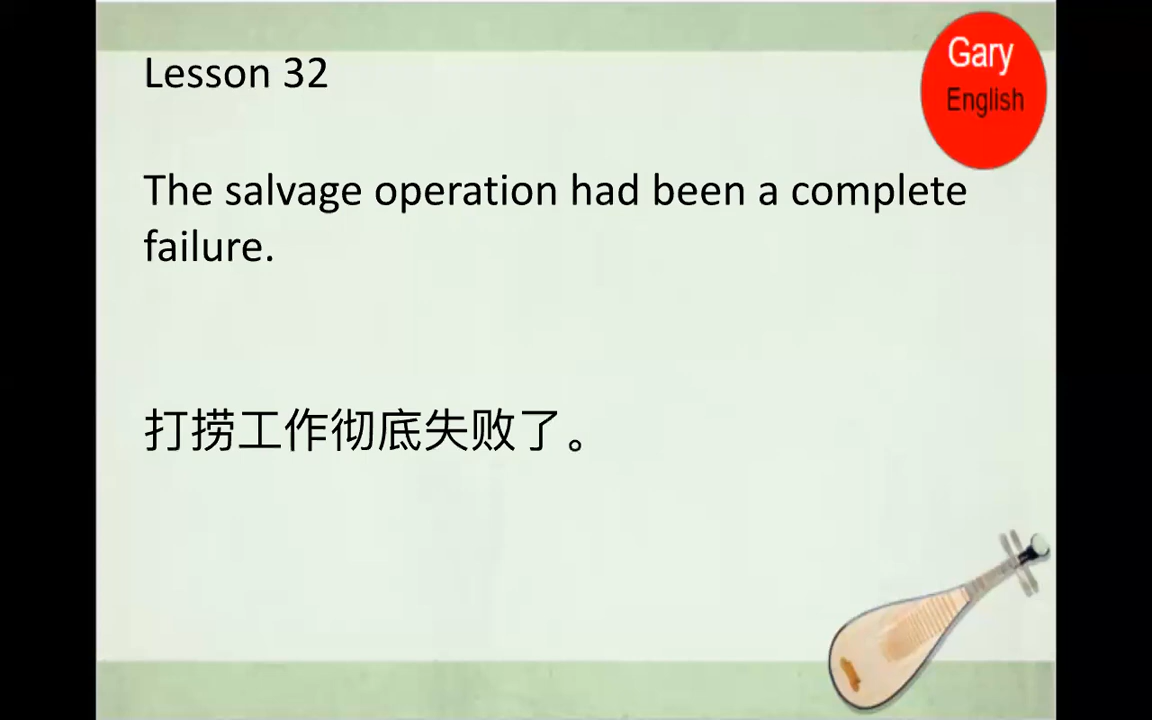 Lesson 32
Gary
English
The salvage operation had been a complete
failure.
打捞工作彻底失败了。